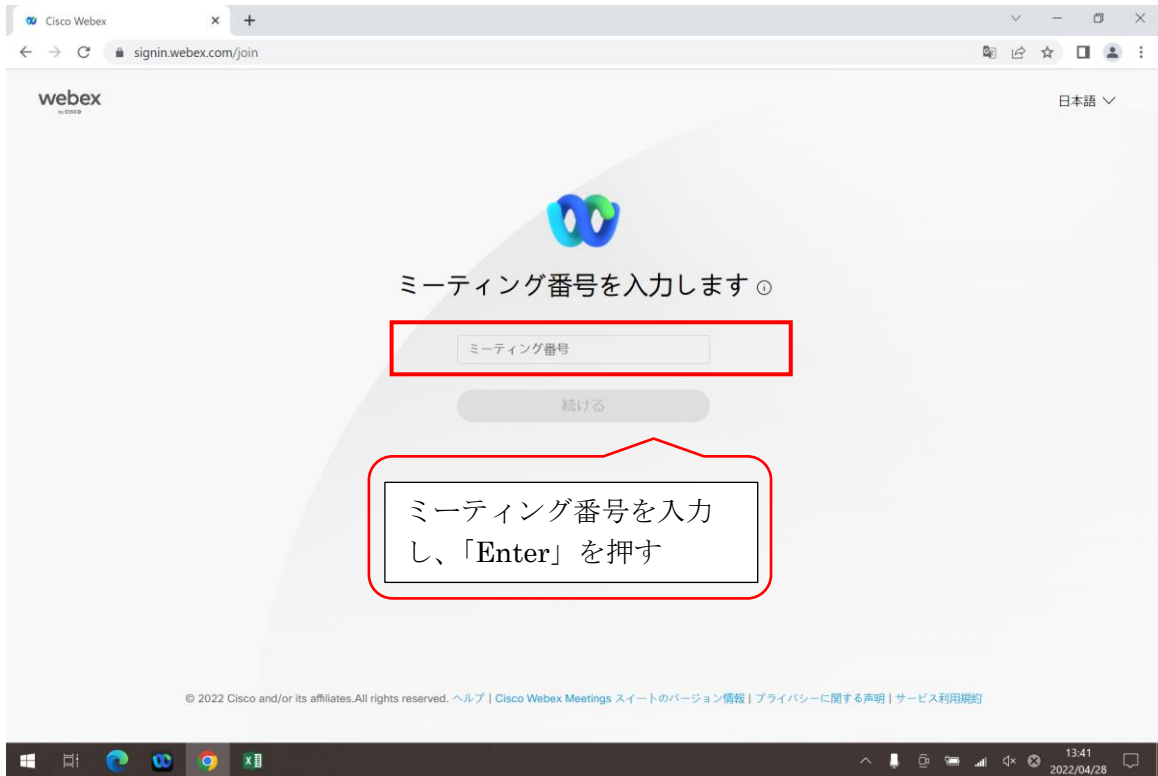 Cisco Webex
signin.webex.com/join
webex
by CISCO
日本語
ミーティング番号を入力します
ミーティング番号
続ける
ミーティング番号を入力
し、「Enter」を押す
© 2022 Cisco and/or its affiliates.All rights reserved. ヘルプ | Cisco Webex Meetings スイートのバージョン情報 | プライバシーに関する声明 | サービス利用規約
13:41
2022/04/28